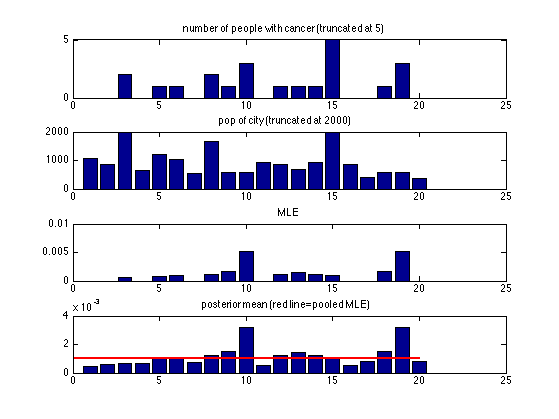 number of people with cancer(truncated at 5)
5
0
0 5 10 15 20 25
pop of city(truncated at 2000)
2000
1000
0
0 5 10 15 20 25
MLE
0.01
0.005
0
0 5 10 15 20 25
posterior mean(red line=pooled MLE)
x 10⁻³
4
2
0
0 5 10 15 20 25